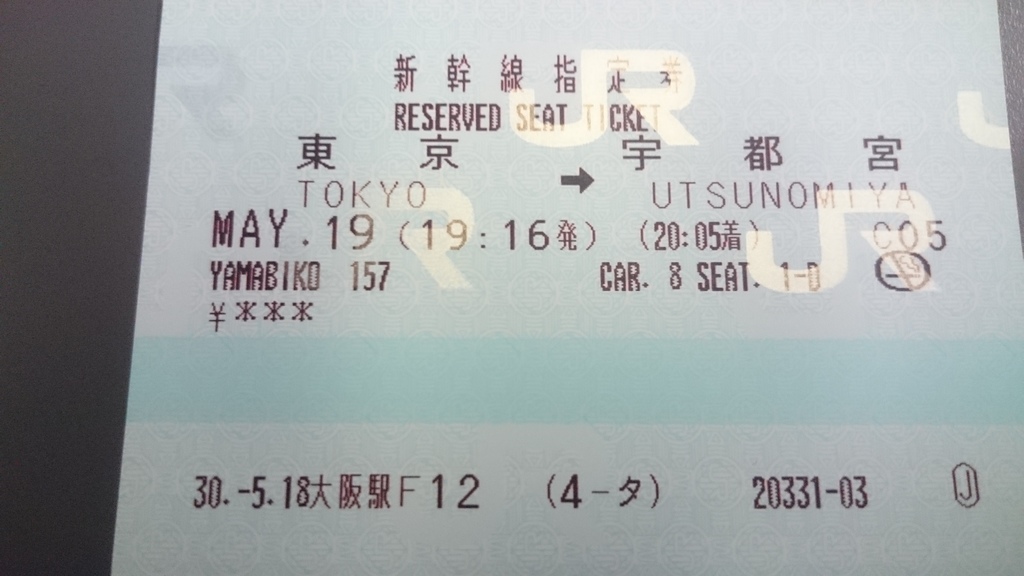 新幹線指定券
RESERVED SEAT TICKET
東京 → 宇都宮
TOKYO UTSUNOMIYA
MAY. 19 (19:16発) (20:05着) C05
YAMABIKO 157 CAR. 8 SEAT. 1-D
¥***
30.-5.18大阪駅F12 (4-タ) 20331-03 Ⓙ
JR
JR